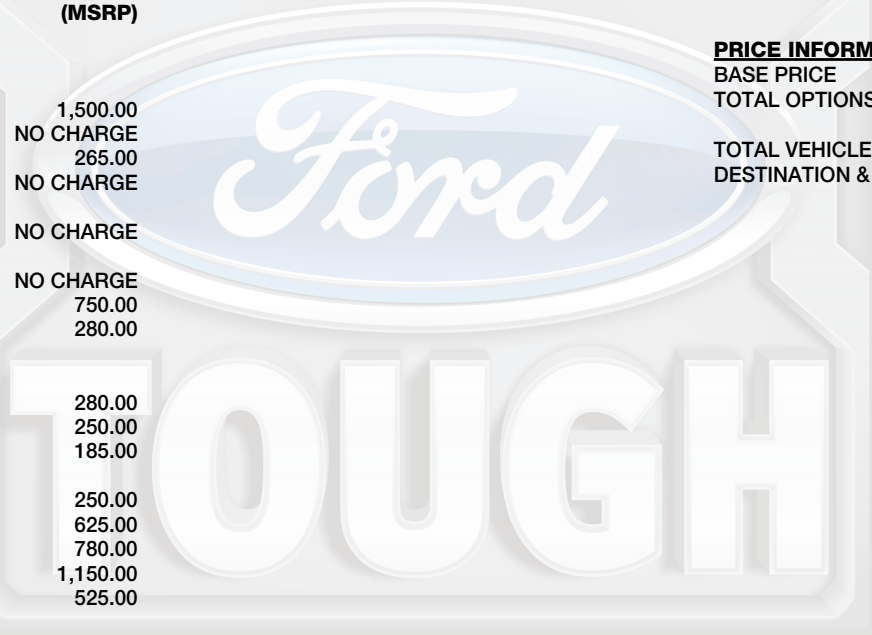 (MSRP)
1,500.00
NO CHARGE
265.00
NO CHARGE
NO CHARGE
NO CHARGE
750.00
280.00
280.00
250.00
185.00
250.00
625.00
780.00
1,150.00
525.00
PRICE INFORM
BASE PRICE
TOTAL OPTIONS
TOTAL VEHICLE
DESTINATION &
Ford
TOUGH